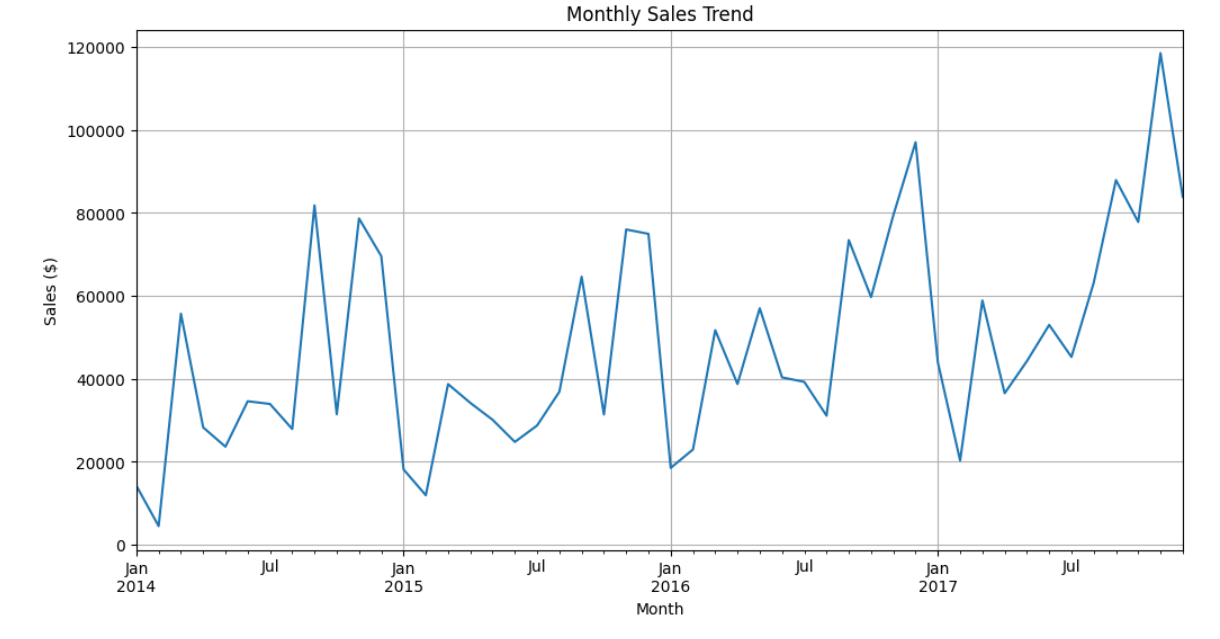 Monthly Sales Trend
120000
100000
80000
60000
40000
20000
0
Sales ($)
Jan Jul Jan Jul Jan Jul Jan Jul
2014 2015 2016 2017
Month